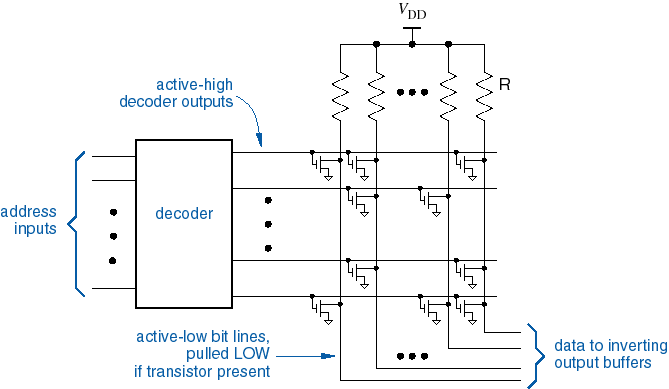 VDD
R
active-high
decoder outputs
decoder
address
inputs
active-low bit lines,
pulled LOW
if transistor present
data to inverting
output buffers